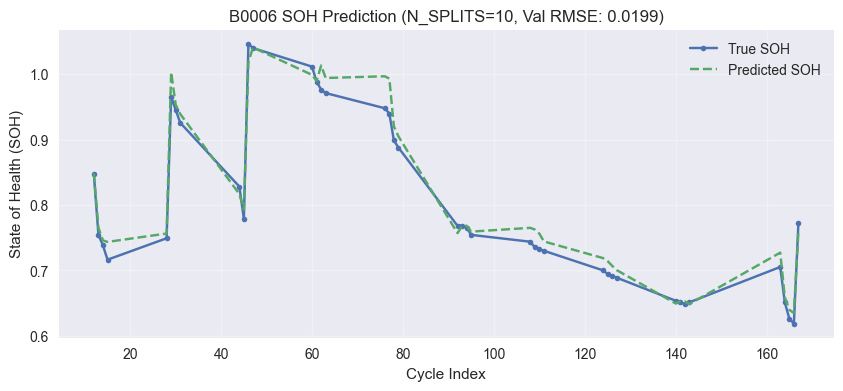 B0006 SOH Prediction (N_SPLITS=10, Val RMSE: 0.0199)
True SOH
Predicted SOH
State of Health (SOH)
1.0
0.9
0.8
0.7
0.6
20 40 60 80 100 120 140 160
Cycle Index